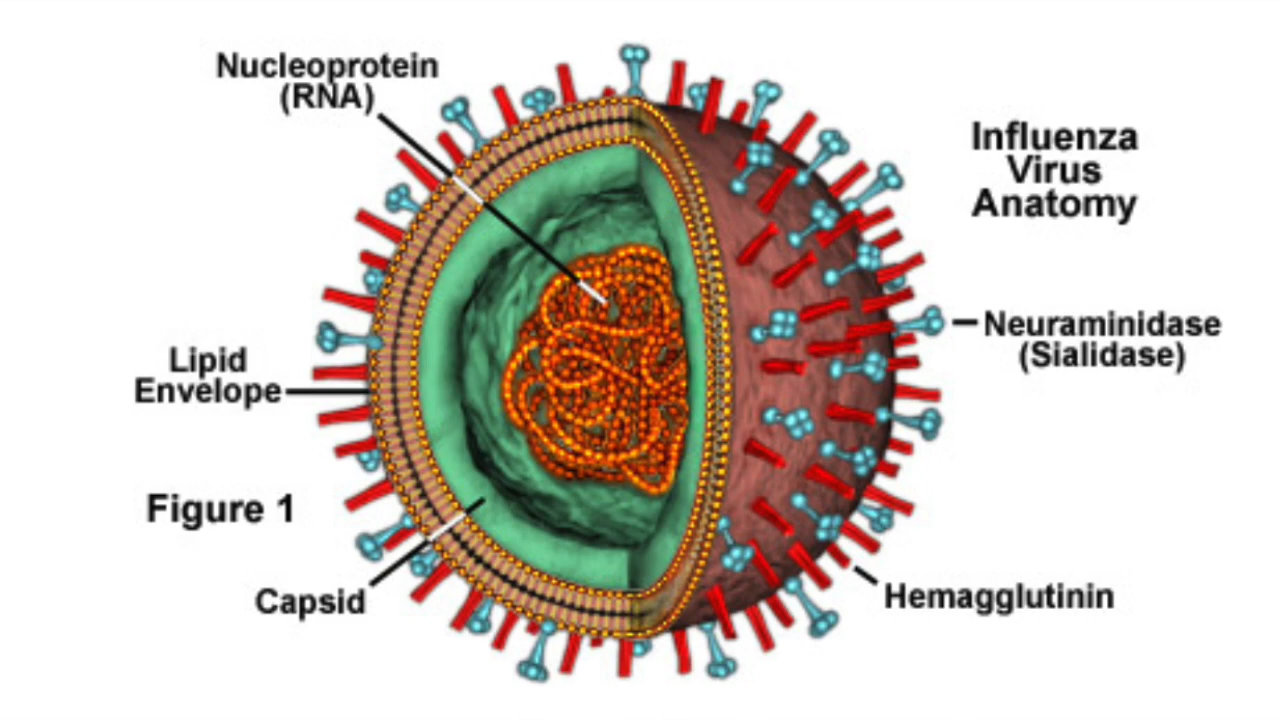 Nucleoprotein
(RNA)
Influenza
Virus
Anatomy
Neuraminidase
(Sialidase)
Lipid
Envelope
Figure 1
Capsid
Hemagglutinin